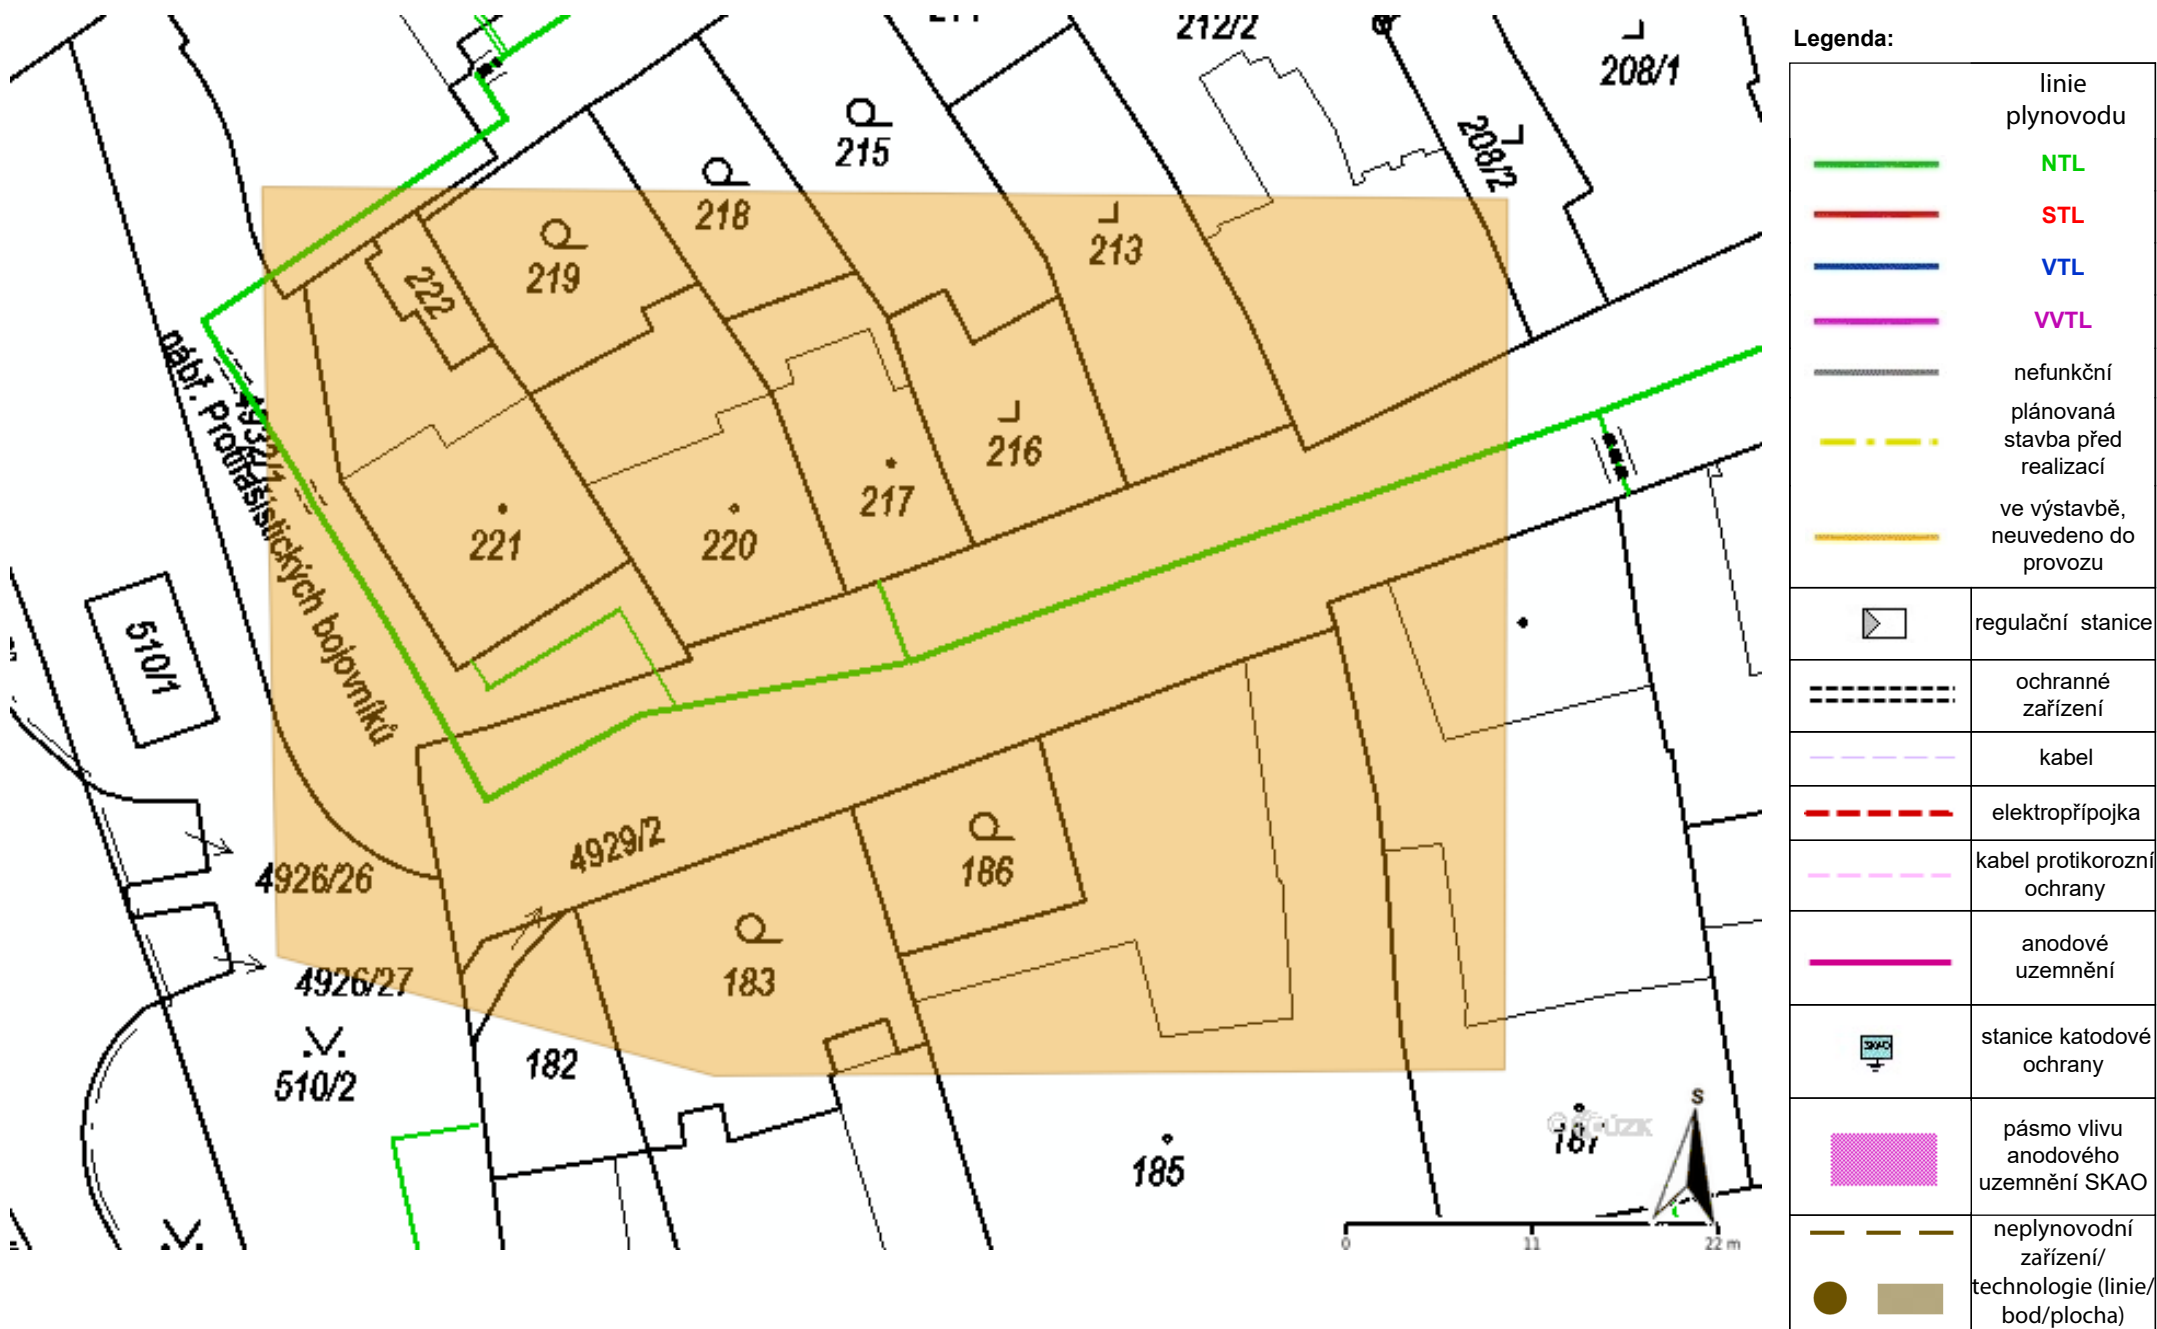 212/2
208/1
208/2
215
218
213
219
222
nábř. Protifašistických bojovníků
4932/1
216
217
221
220
510/1
4929/2
186
4926/26
183
4926/27
182
510/2
185
187
S
0 11 22 m
Legenda:
linie
plynovodu
NTL
STL
VTL
VVTL
nefunkční
plánovaná
stavba před
realizací
ve výstavbě,
neuvedeno do
provozu
regulační stanice
ochranné
zařízení
kabel
elektropřípojka
kabel protikorozní
ochrany
anodové
uzemnění
SKAO
stanice katodové
ochrany
pásmo vlivu
anodového
uzemnění SKAO
neplynovodní
zařízení/
technologie (linie/
bod/plocha)